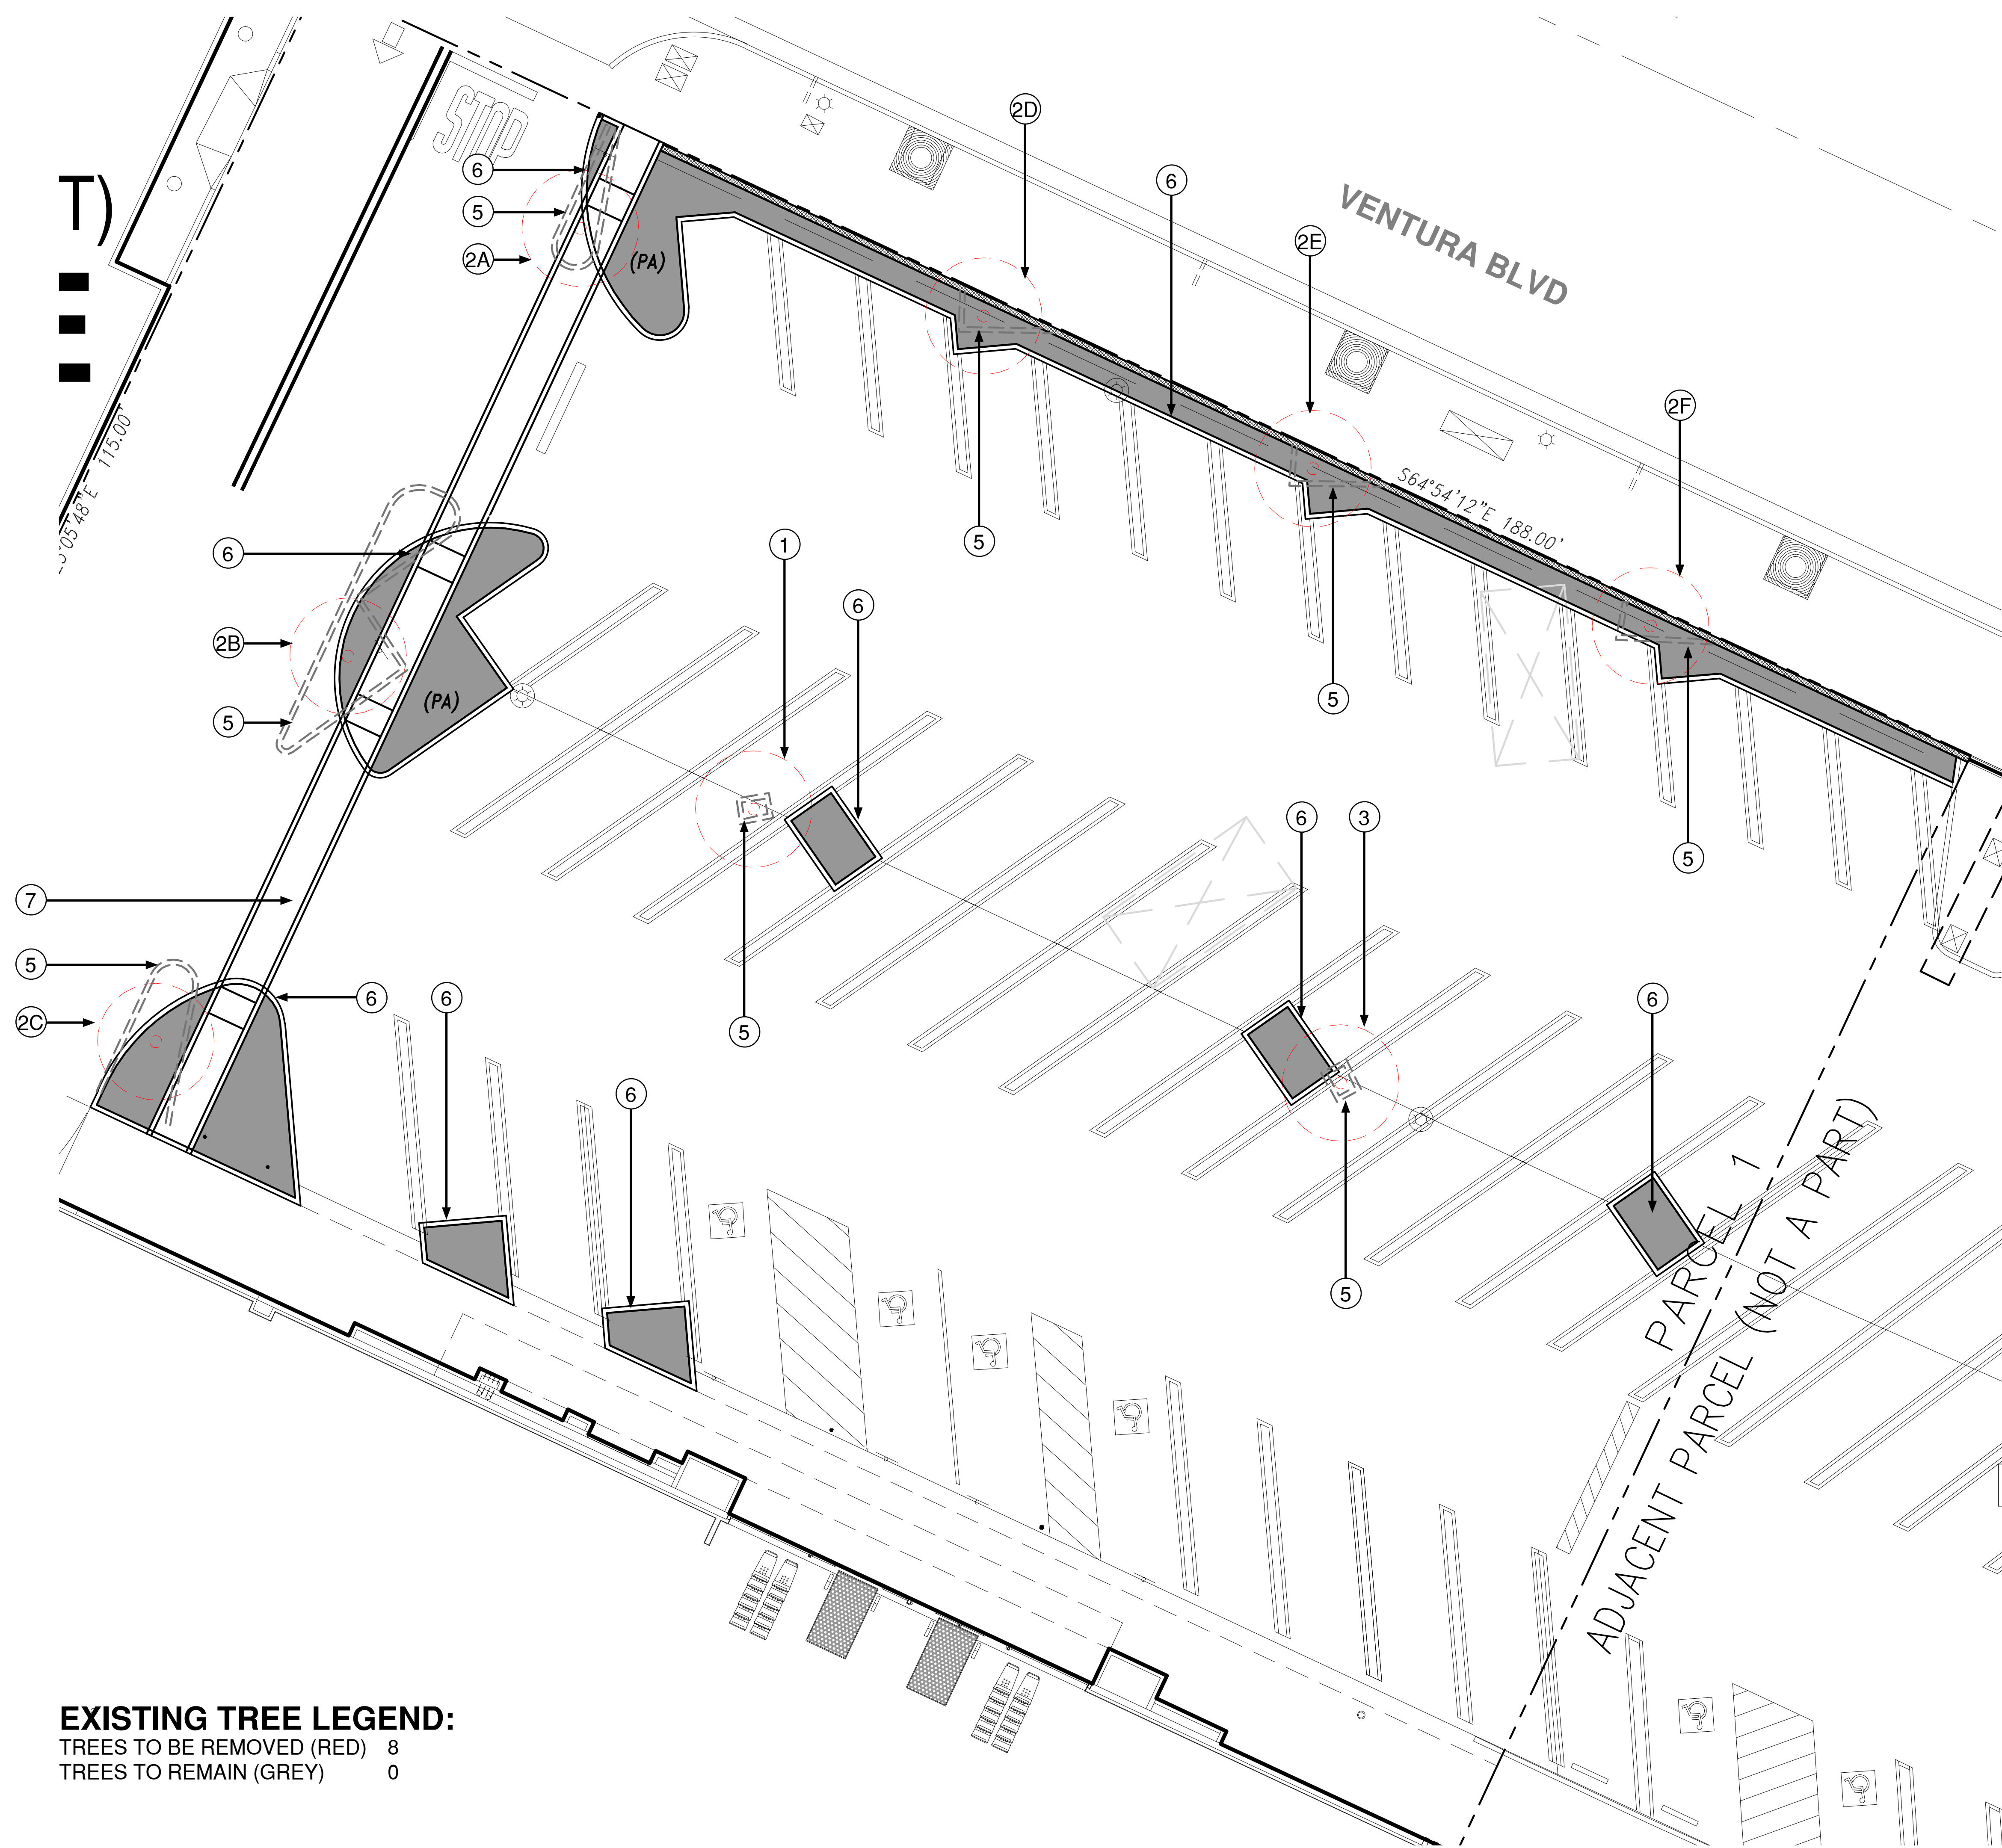 T)
STOP
6
5
2A
(PA)
2D
6
2E
VENTURA BLVD
2F
S64°54'12"E 188.00'
5
5
5
115.00'
5'48"E
6
2B
5
(PA)
1
6
5
6
3
5
6
7
5
2C
6
6
6
PARCEL 1
ADJACENT PARCEL (NOT A PART)
EXISTING TREE LEGEND:
TREES TO BE REMOVED (RED) 8
TREES TO REMAIN (GREY) 0